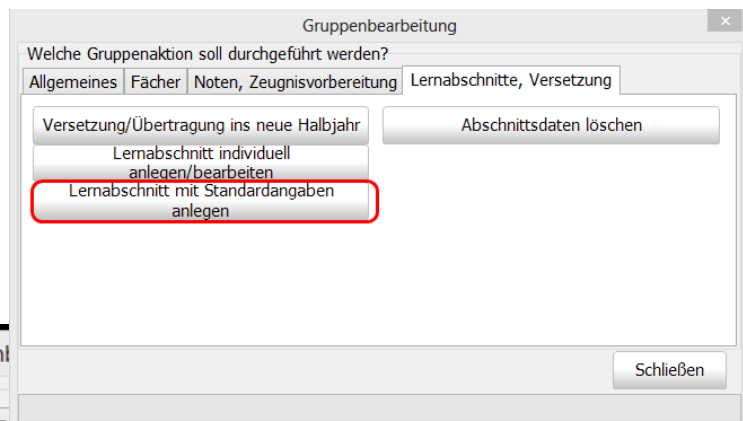 Gruppenbearbeitung
Welche Gruppenaktion soll durchgeführt werden?
Allgemeines Fächer Noten, Zeugnisvorbereitung Lernabschnitte, Versetzung
Versetzung/Übertragung ins neue Halbjahr Abschnittsdaten löschen
Lernabschnitt individuell
anlegen/bearbeiten
Lernabschnitt mit Standardangaben
anlegen
Schließen